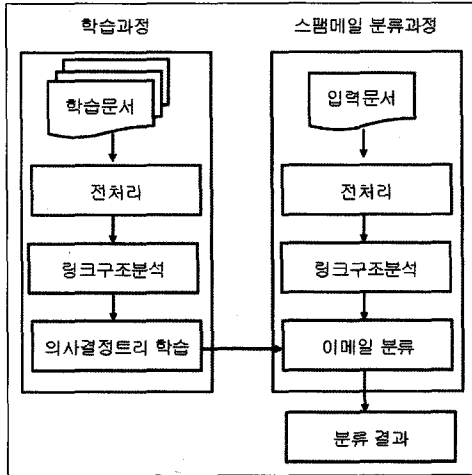 학습과정
학습문서
전처리
링크구조분석
의사결정트리 학습
스팸메일 분류과정
입력문서
전처리
링크구조분석
이메일 분류
분류 결과